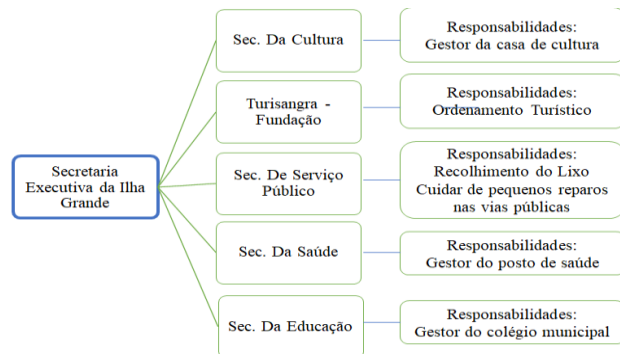 Secretaria
Executiva da Ilha
Grande
Sec. Da Cultura
Responsabilidades:
Gestor da casa de cultura
Turisangra -
Fundação
Responsabilidades:
Ordenamento Turístico
Sec. De Serviço
Público
Responsabilidades:
Recolhimento do Lixo
Cuidar de pequenos reparos
nas vias públicas
Sec. Da Saúde
Responsabilidades:
Gestor do posto de saúde
Sec. Da Educação
Responsabilidades:
Gestor do colégio municipal